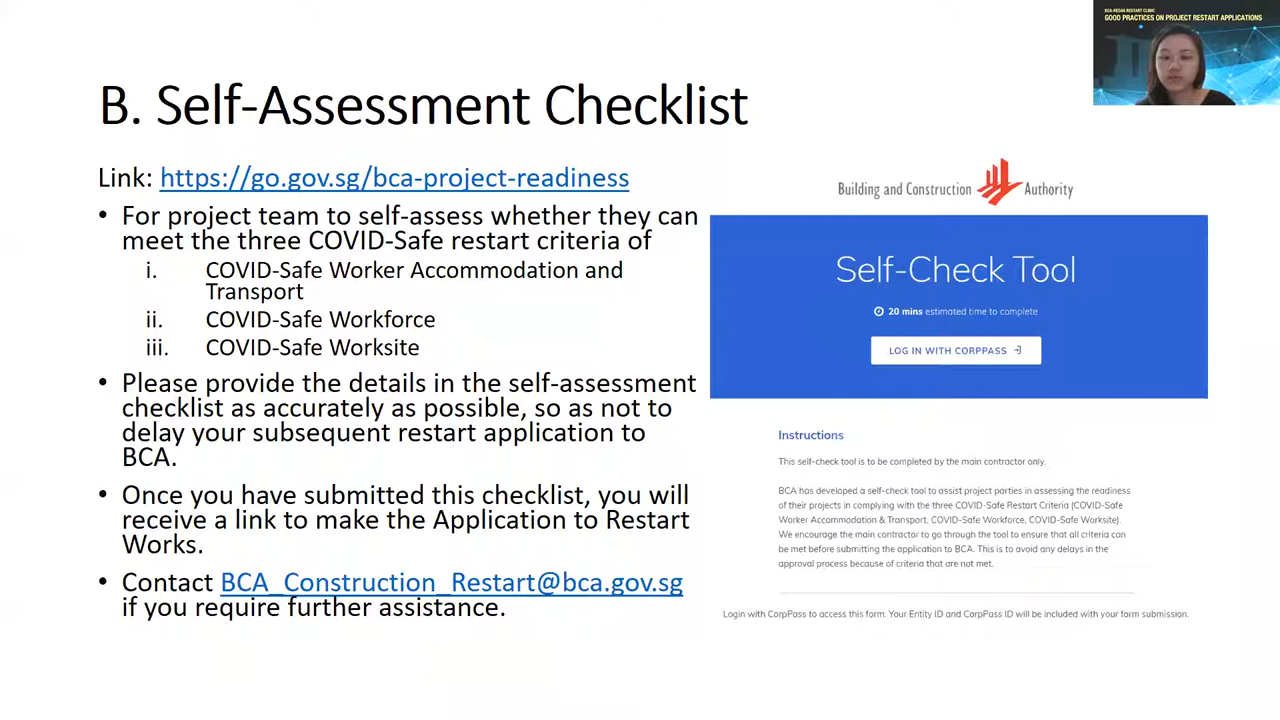 BCA-REDAS RESTART CLINIC
GOOD PRACTICES ON PROJECT RESTART APPLICATIONS
B. Self-Assessment Checklist
Link: https://go.gov.sg/bca-project-readiness
• For project team to self-assess whether they can
meet the three COVID-Safe restart criteria of
i. COVID-Safe Worker Accommodation and
Transport
ii. COVID-Safe Workforce
iii. COVID-Safe Worksite
• Please provide the details in the self-assessment
checklist as accurately as possible, so as not to
delay your subsequent restart application to
BCA.
• Once you have submitted this checklist, you will
receive a link to make the Application to Restart
Works.
• Contact BCA_Construction_Restart@bca.gov.sg
if you require further assistance.
Building and Construction Authority
Self-Check Tool
20 mins estimated time to complete
LOG IN WITH CORPPASS
Instructions
This self-check tool is to be completed by the main contractor only.
BCA has developed a self-check tool to assist project parties in assessing the readiness
of their projects in complying with the three COVID-Safe Restart Criteria (COVID-Safe
Worker Accommodation & Transport, COVID-Safe Workforce, COVID-Safe Worksite).
We encourage the main contractor to go through the tool to ensure that all criteria can
be met before submitting the application to BCA. This is to avoid any delays in the
approval process because of criteria that are not met.
Login with CorpPass to access this form. Your Entity ID and CorpPass ID will be included with your form submission.